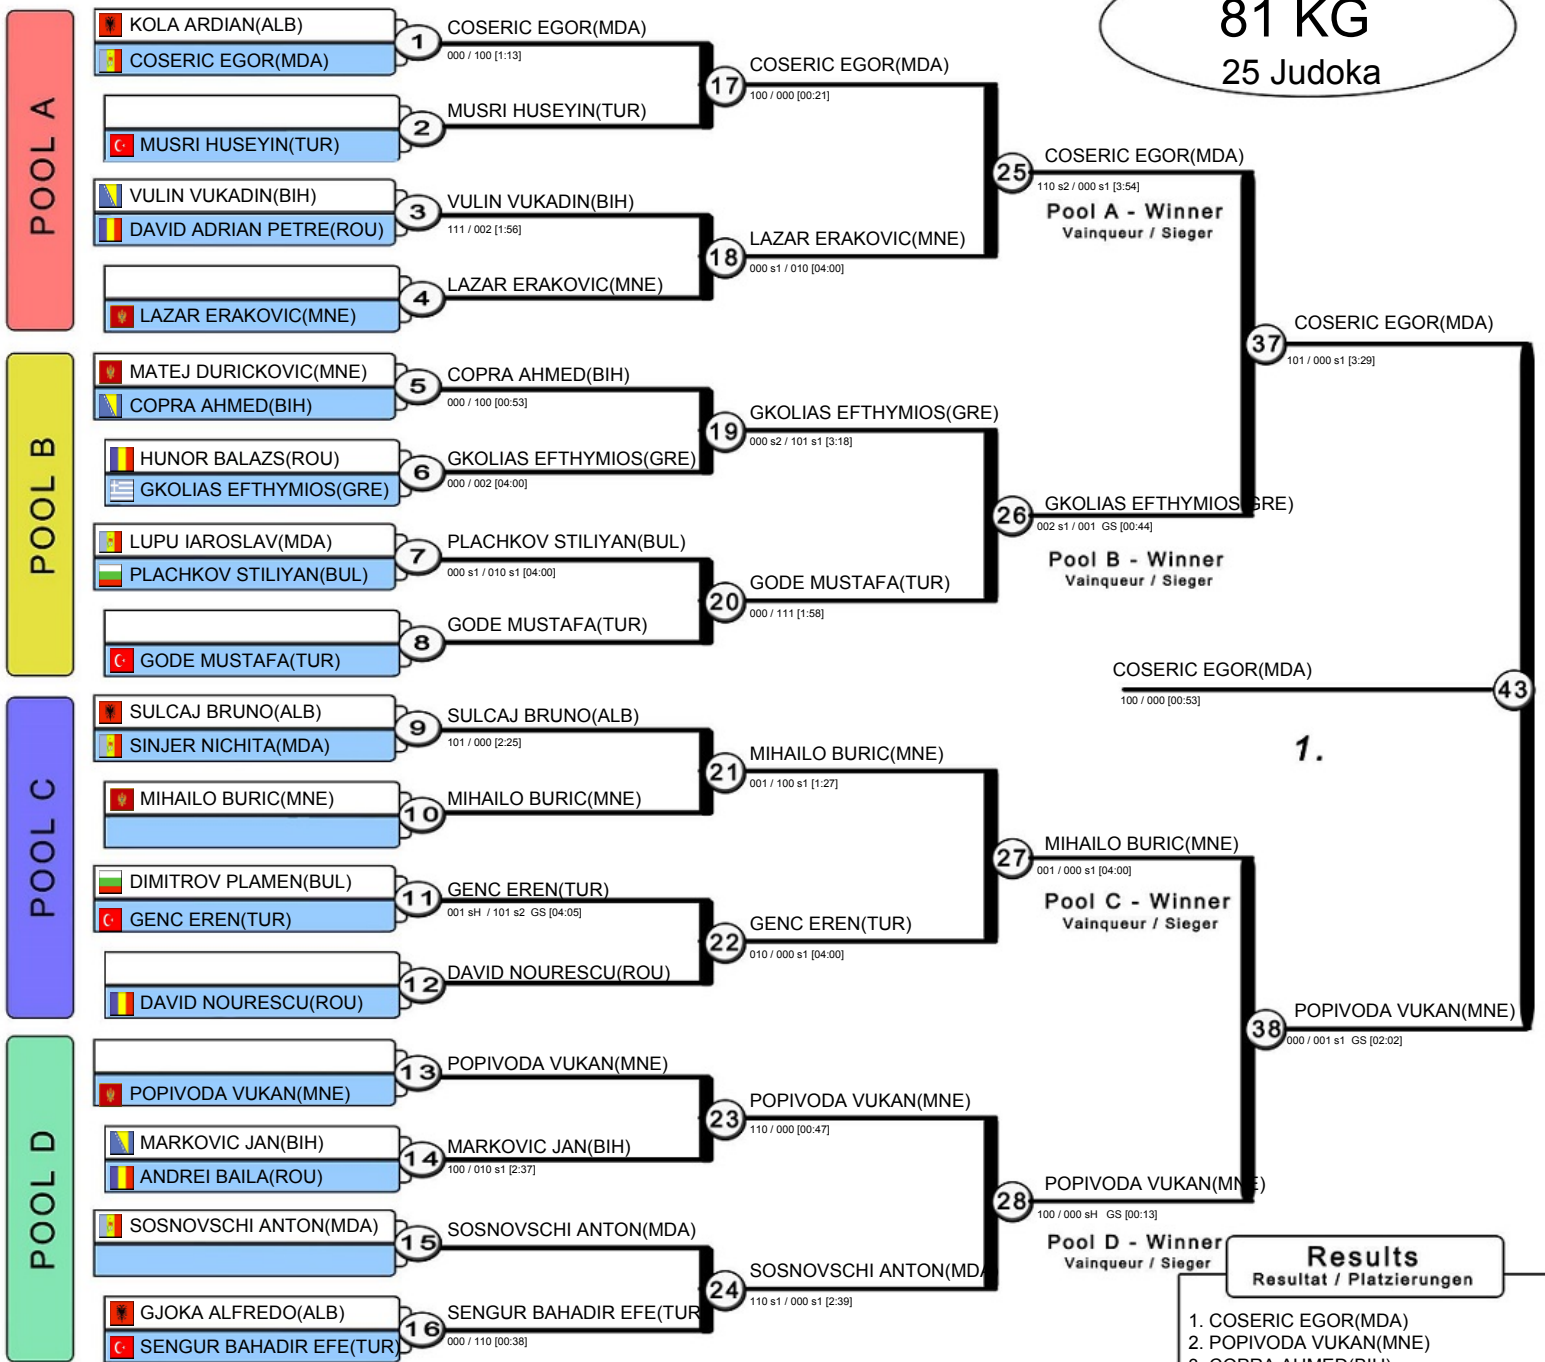 81 KG
25 Judoka
POOL A
KOLA ARDIAN(ALB)
COSERIC EGOR(MDA)
1
COSERIC EGOR(MDA)
000 / 100 [1:13]
MUSRI HUSEYIN(TUR)
2
MUSRI HUSEYIN(TUR)
17
COSERIC EGOR(MDA)
100 / 000 [00:21]
VULIN VUKADIN(BIH)
DAVID ADRIAN PETRE(ROU)
3
VULIN VUKADIN(BIH)
111 / 002 [1:56]
LAZAR ERAKOVIC(MNE)
4
LAZAR ERAKOVIC(MNE)
18
LAZAR ERAKOVIC(MNE)
000 s1 / 010 [04:00]
25
COSERIC EGOR(MDA)
110 s2 / 000 s1 [3:54]
Pool A - Winner
Vainqueur / Sieger
POOL B
MATEJ DURICKOVIC(MNE)
COPRA AHMED(BIH)
5
COPRA AHMED(BIH)
000 / 100 [00:53]
HUNOR BALAZS(ROU)
GKOLIAS EFTHYMIOS(GRE)
6
GKOLIAS EFTHYMIOS(GRE)
000 / 002 [04:00]
19
GKOLIAS EFTHYMIOS(GRE)
000 s2 / 101 s1 [3:18]
LUPU IAROSLAV(MDA)
PLACHKOV STILIYAN(BUL)
7
PLACHKOV STILIYAN(BUL)
000 s1 / 010 s1 [04:00]
GODE MUSTAFA(TUR)
8
GODE MUSTAFA(TUR)
20
GODE MUSTAFA(TUR)
000 / 111 [1:58]
26
GKOLIAS EFTHYMIOS(GRE)
002 s1 / 001 GS [00:44]
Pool B - Winner
Vainqueur / Sieger
37
COSERIC EGOR(MDA)
101 / 000 s1 [3:29]
COSERIC EGOR(MDA)
43
100 / 000 [00:53]
1.
POOL C
SULCAJ BRUNO(ALB)
SINJER NICHITA(MDA)
9
SULCAJ BRUNO(ALB)
101 / 000 [2:25]
MIHAILO BURIC(MNE)
10
MIHAILO BURIC(MNE)
21
MIHAILO BURIC(MNE)
001 / 100 s1 [1:27]
DIMITROV PLAMEN(BUL)
GENC EREN(TUR)
11
GENC EREN(TUR)
001 sH / 101 s2 GS [04:05]
DAVID NOURESCU(ROU)
12
DAVID NOURESCU(ROU)
22
GENC EREN(TUR)
010 / 000 s1 [04:00]
27
MIHAILO BURIC(MNE)
001 / 000 s1 [04:00]
Pool C - Winner
Vainqueur / Sieger
POOL D
POPIVODA VUKAN(MNE)
13
POPIVODA VUKAN(MNE)
MARKOVIC JAN(BIH)
ANDREI BAILA(ROU)
14
MARKOVIC JAN(BIH)
100 / 010 s1 [2:37]
23
POPIVODA VUKAN(MNE)
110 / 000 [00:47]
SOSNOVSCHI ANTON(MDA)
15
SOSNOVSCHI ANTON(MDA)
GJOKA ALFREDO(ALB)
SENGUR BAHADIR EFE(TUR)
16
SENGUR BAHADIR EFE(TUR
000 / 110 [00:38]
24
SOSNOVSCHI ANTON(MDA
110 s1 / 000 s1 [2:39]
28
POPIVODA VUKAN(MNE)
100 / 000 sH GS [00:13]
Pool D - Winner
Vainqueur / Sieger
38
POPIVODA VUKAN(MNE)
000 / 001 s1 GS [02:02]
Results
Resultat / Platzierungen
1. COSERIC EGOR(MDA)
2. POPIVODA VUKAN(MNE)
3. COPRA AHMED(BIH)